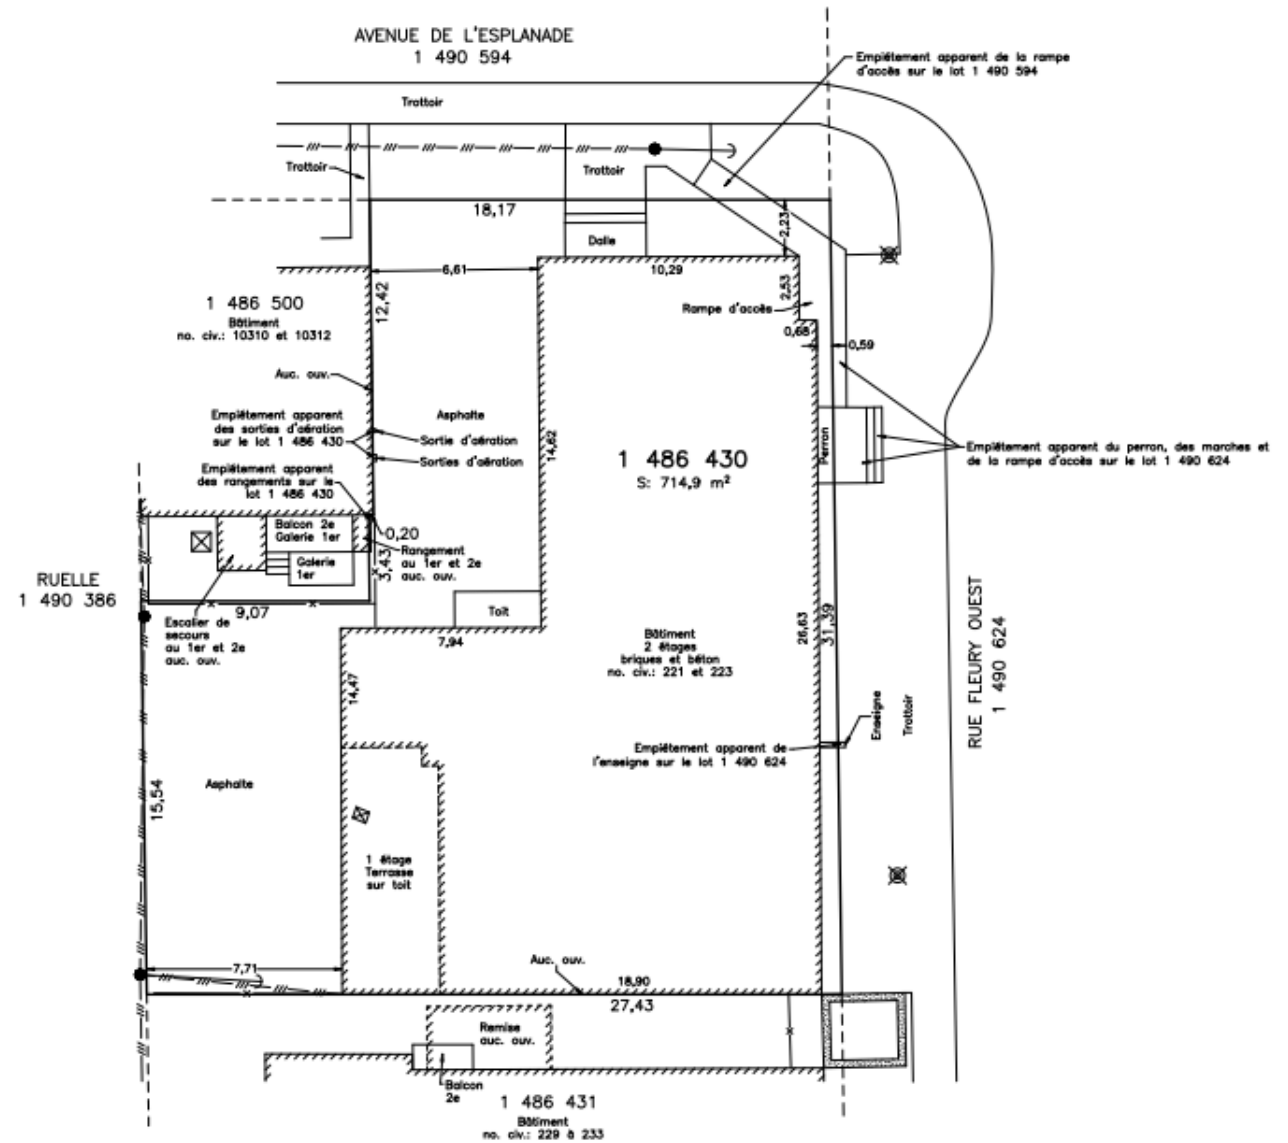 AVENUE DE L'ESPLANADE
1 490 594
Empiètement apparent de la rampe
d'accès sur le lot 1 490 594
Trottoir
Trottoir
Trottoir
18,17
2,23
Dalle
6,61
10,29
12,42
2,53
Rampe d'accès
1 486 500
Bâtiment
no. civ.: 10310 et 10312
0,68
0,59
Auc. ouv.
Empiètement apparent
des sorties d'aération
sur le lot 1 486 430
Asphalte
Sortie d'aération
Sorties d'aération
14,62
1 486 430
S: 714,9 m²
Perron
Empiètement apparent du perron, des marches et
de la rampe d'accès sur le lot 1 490 624
Empiètement apparent
des rangements sur le
lot 1 486 430
Balcon 2e
Galerie 1er
0,20
Galerie
1er
3,43
Rangement
au 1er et 2e
auc. ouv.
RUELLE
1 490 386
9,07
Escalier de
secours
au 1er et 2e
auc. ouv.
Toit
7,94
Bâtiment
2 étages
briques et béton
no. civ.: 221 et 223
26,63
31,39
RUE FLEURY OUEST
1 490 624
14,47
Enseigne
Trottoir
Empiètement apparent de
l'enseigne sur le lot 1 490 624
Asphalte
15,54
1 étage
Terrasse
sur toit
7,71
Auc. ouv.
18,90
27,43
Remise
auc. ouv.
Balcon
2e
1 486 431
Bâtiment
no. civ.: 229 à 233